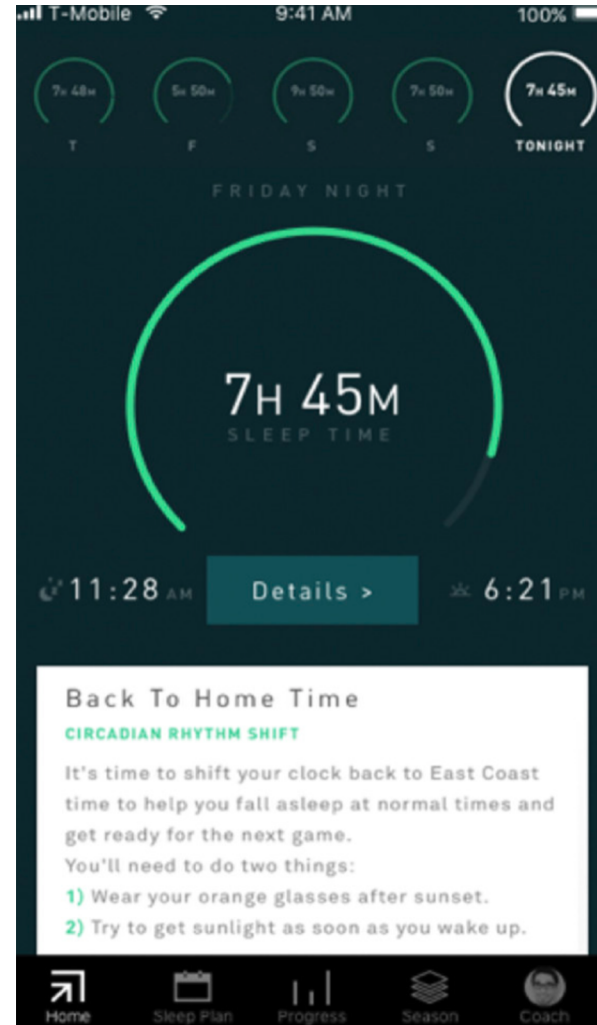 T-Mobile 9:41 AM 100%
7H 48M 5H 50M 9H 50M 7H 50M 7H 45M
T F S S TONIGHT
FRIDAY NIGHT
7H 45M
SLEEP TIME
11:28 AM Details > 6:21 PM
Back To Home Time
CIRCADIAN RHYTHM SHIFT
It's time to shift your clock back to East Coast
time to help you fall asleep at normal times and
get ready for the next game.
You'll need to do two things:
1) Wear your orange glasses after sunset.
2) Try to get sunlight as soon as you wake up.
Home Sleep Plan Progress Season Coach